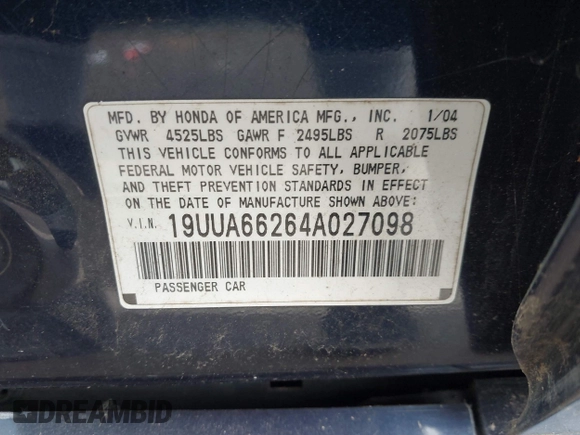 MFD. BY HONDA OF AMERICA MFG., INC. 1/04
GVWR 4525LBS GAWR F 2495LBS R 2075LBS
THIS VEHICLE CONFORMS TO ALL APPLICABLE
FEDERAL MOTOR VEHICLE SAFETY, BUMPER,
AND THEFT PREVENTION STANDARDS IN EFFECT
ON THE DATE OF MANUFACTURE SHOWN ABOVE:
V.I.N. 19UUA66264A027098
PASSENGER CAR
DREAMBID